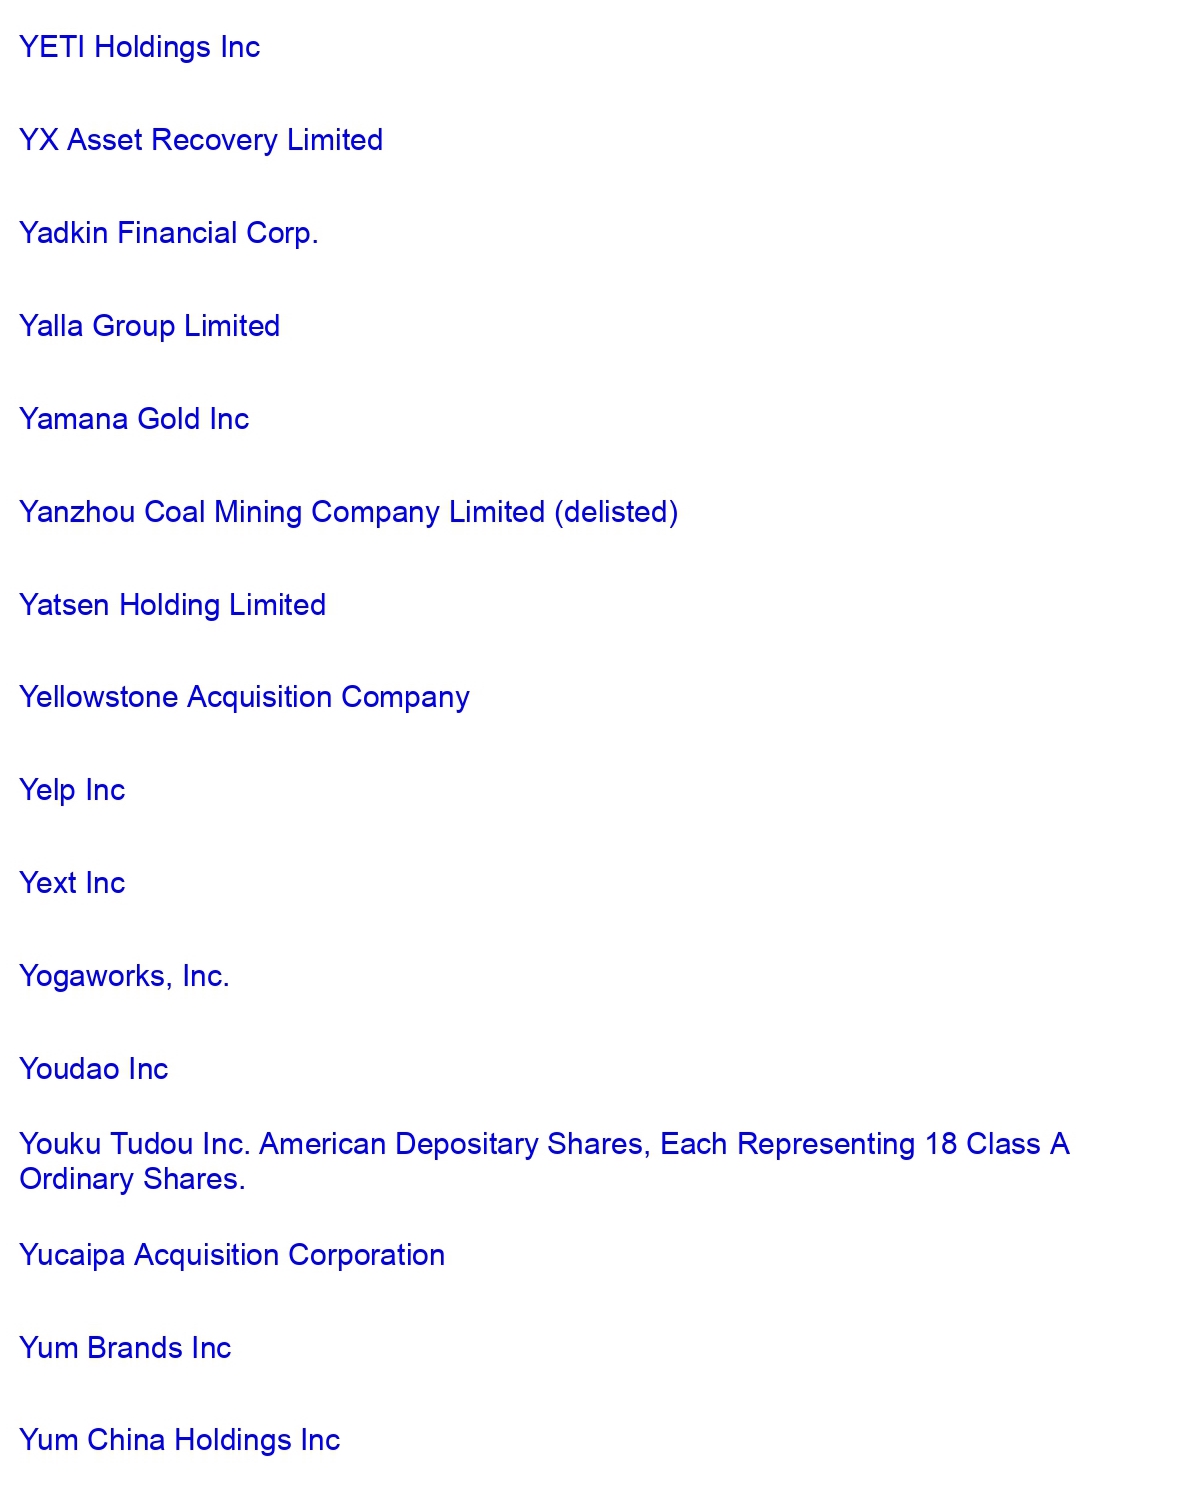 YETI Holdings Inc
YX Asset Recovery Limited
Yadkin Financial Corp.
Yalla Group Limited
Yamana Gold Inc
Yanzhou Coal Mining Company Limited (delisted)
Yatsen Holding Limited
Yellowstone Acquisition Company
Yelp Inc
Yext Inc
Yogaworks, Inc.
Youdao Inc
Youku Tudou Inc. American Depositary Shares, Each Representing 18 Class A
Ordinary Shares.
Yucaipa Acquisition Corporation
Yum Brands Inc
Yum China Holdings Inc